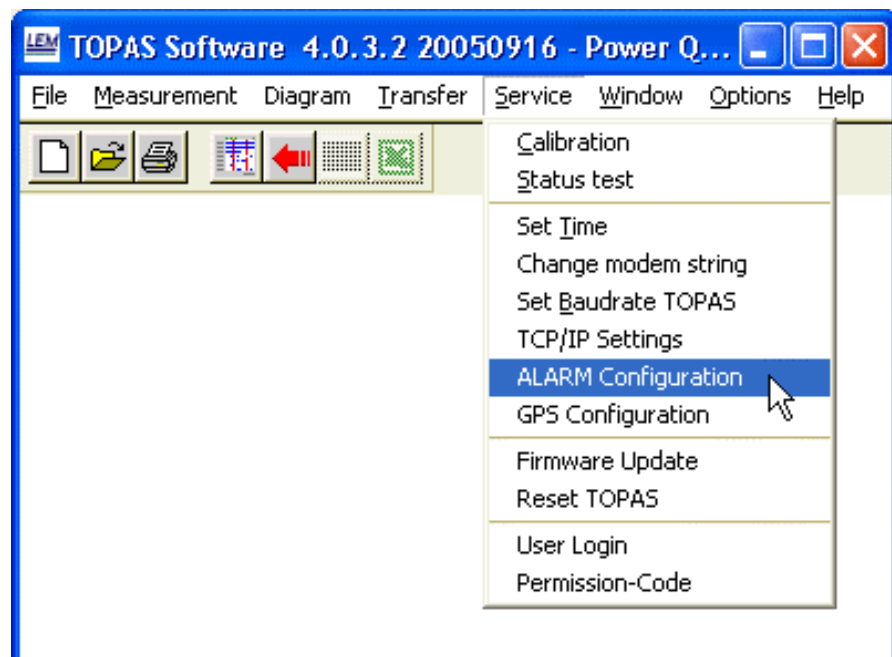 LEM TOPAS Software 4.0.3.2 20050916 - Power Q...
File Measurement Diagram Transfer Service Window Options Help
Calibration
Status test
Set Time
Change modem string
Set Baudrate TOPAS
TCP/IP Settings
ALARM Configuration
GPS Configuration
Firmware Update
Reset TOPAS
User Login
Permission-Code